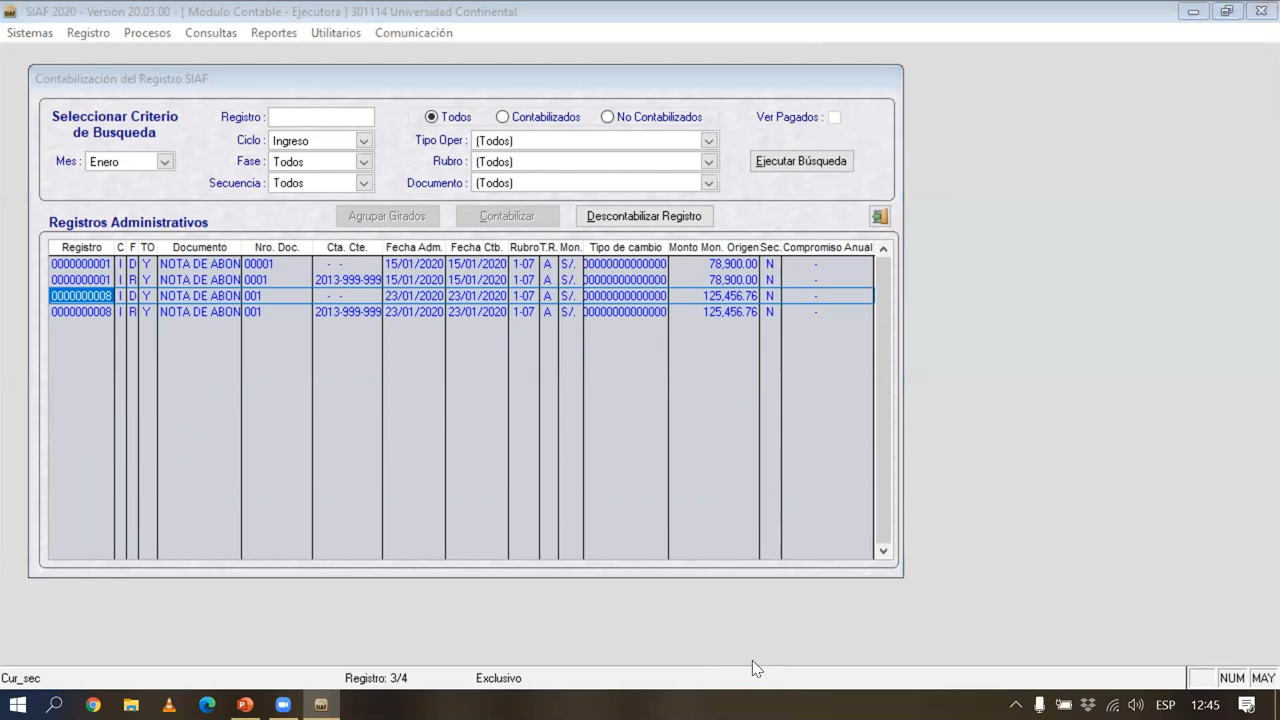 SIAF 2020 - Versión 20.03.00 - [ Módulo Contable - Ejecutora ] 301114 Universidad Continental
Sistemas Registro Procesos Consultas Reportes Utilitarios Comunicación
Contabilización del Registro SIAF
Seleccionar Criterio de Busqueda
Registro :
Todos Contabilizados No Contabilizados
Ver Pagados :
Ciclo : Ingreso
Tipo Oper : (Todos)
Mes : Enero
Fase : Todos
Rubro : (Todos)
Ejecutar Búsqueda
Secuencia : Todos
Documento : (Todos)
Registros Administrativos
Agrupar Girados Contabilizar Descontabilizar Registro
Registro C F TO Documento Nro. Doc. Cta. Cte. Fecha Adm. Fecha Ctb. Rubro T.R. Mon. Tipo de cambio Monto Mon. Origen Sec. Compromiso Anual
0000000001 I D Y NOTA DE ABON 00001 - - 15/01/2020 15/01/2020 1-07 A S/. 00000000000000 78,900.00 N -
0000000001 I R Y NOTA DE ABON 0001 2013-999-999 15/01/2020 15/01/2020 1-07 A S/. 00000000000000 78,900.00 N -
0000000008 I D Y NOTA DE ABON 001 - - 23/01/2020 23/01/2020 1-07 A S/. 00000000000000 125,456.76 N -
0000000008 I R Y NOTA DE ABON 001 2013-999-999 23/01/2020 23/01/2020 1-07 A S/. 00000000000000 125,456.76 N -
Cur_sec Registro: 3/4 Exclusivo NUM MAY
ESP 12:45